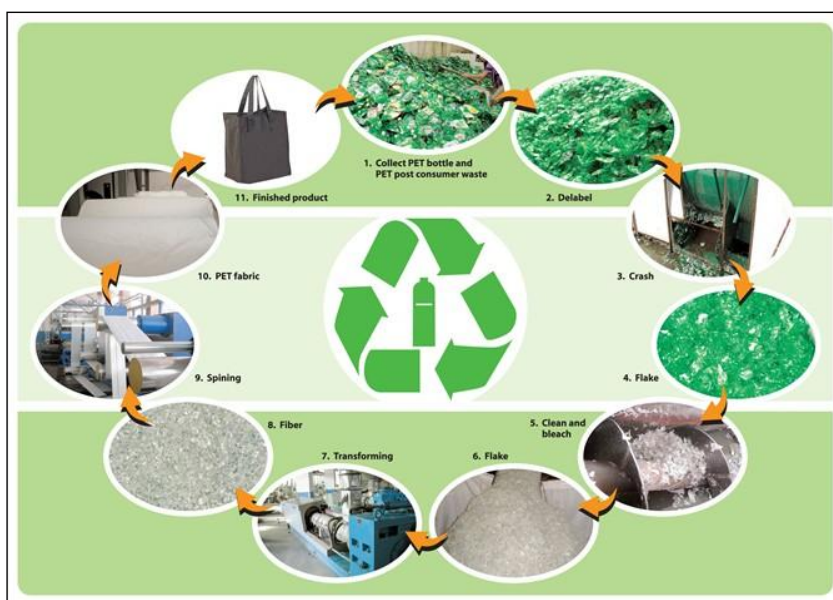 1. Collect PET bottle and
PET post consumer waste
2. Delabel
3. Crash
4. Flake
5. Clean and
bleach
6. Flake
7. Transforming
8. Fiber
9. Spining
10. PET fabric
11. Finished product